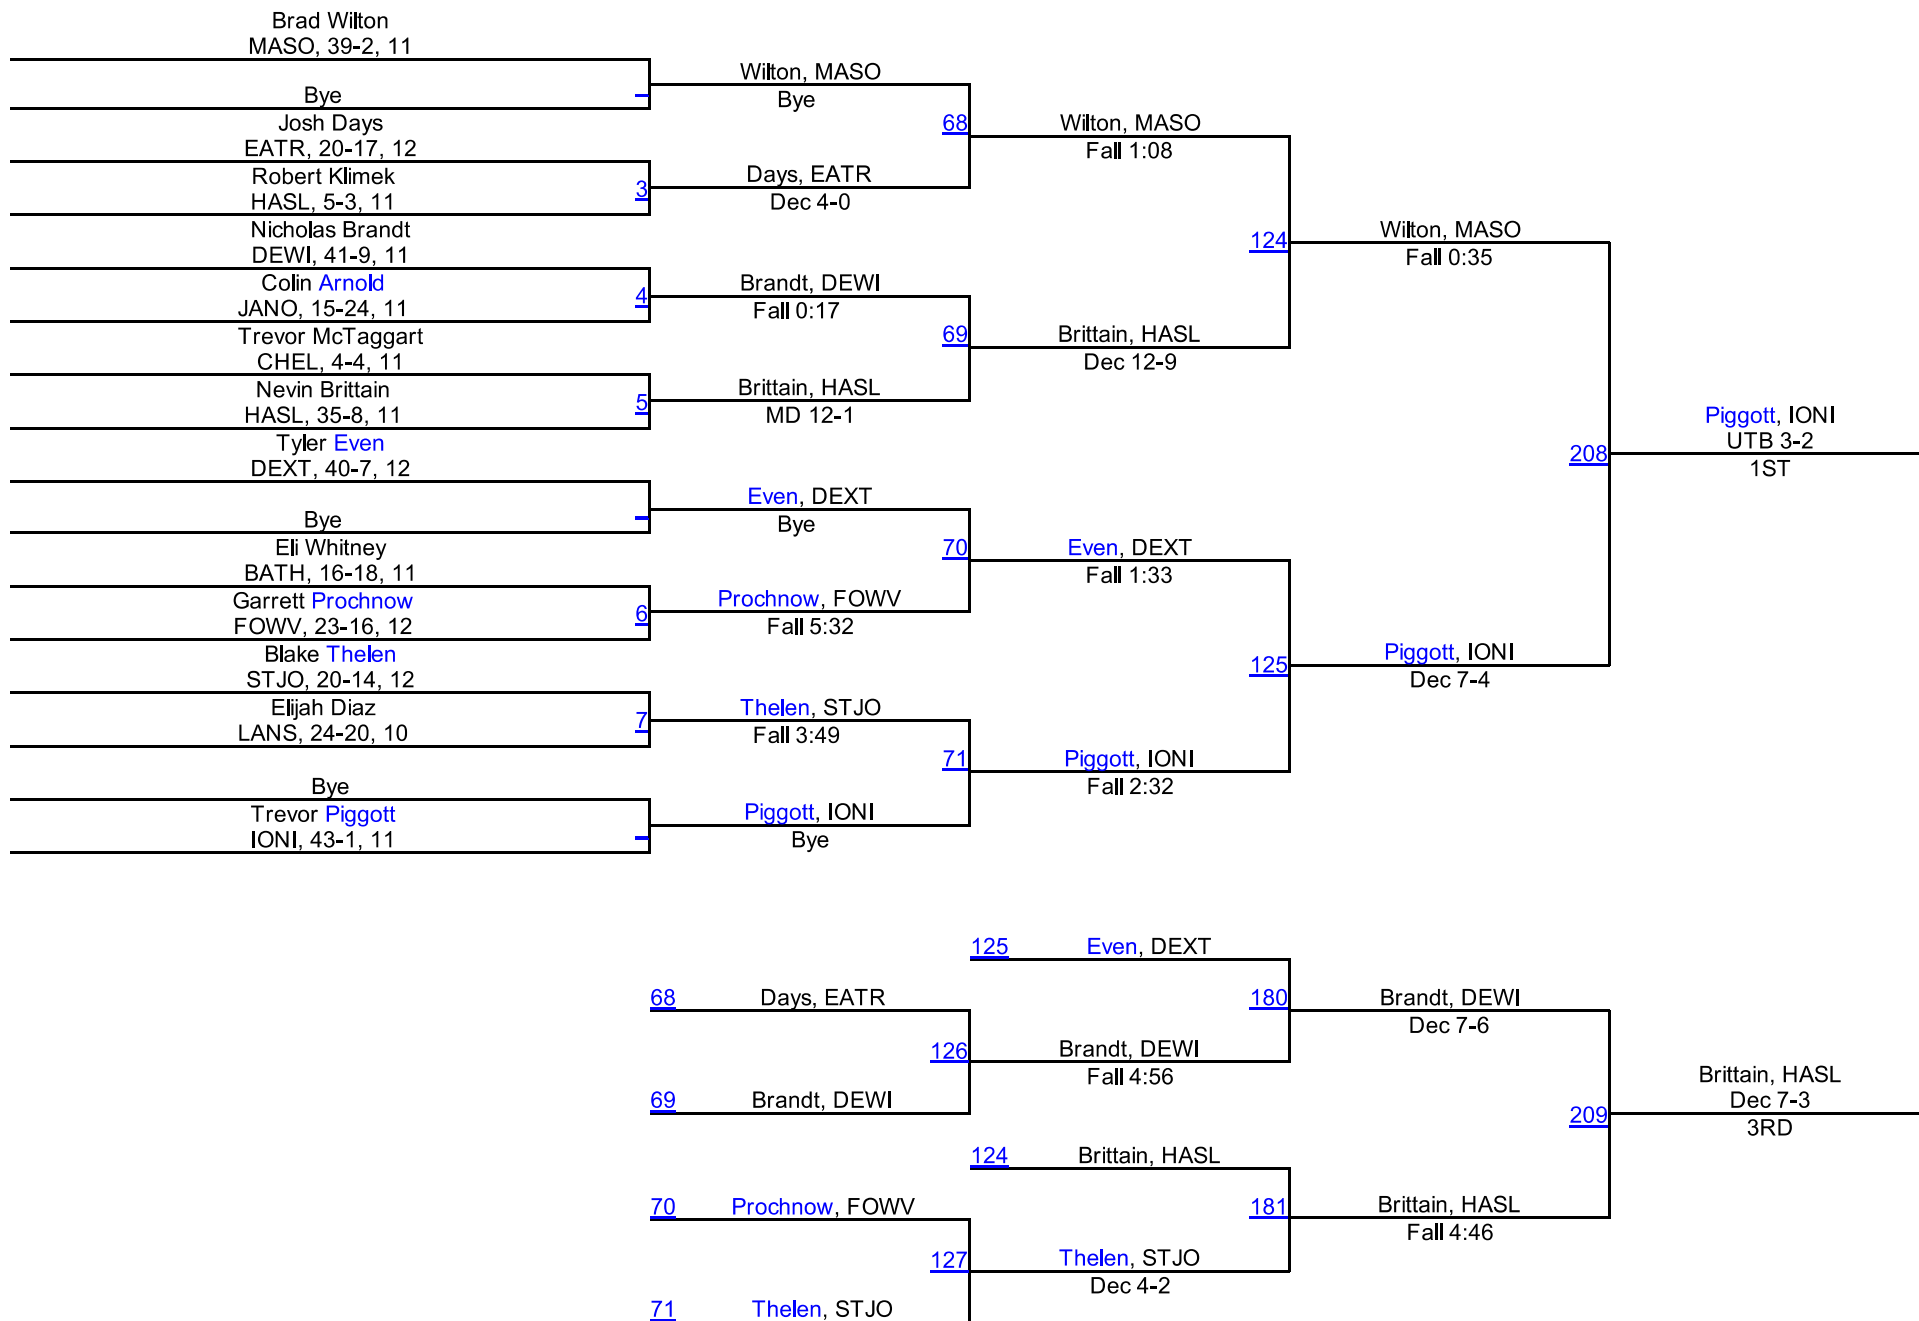 Brad Wilton
MASO, 39-2, 11
Bye
Josh Days
EATR, 20-17, 12
Robert Klimek
HASL, 5-3, 11
Nicholas Brandt
DEWI, 41-9, 11
Colin Arnold
JANO, 15-24, 11
Trevor McTaggart
CHEL, 4-4, 11
Nevin Brittain
HASL, 35-8, 11
Tyler Even
DEXT, 40-7, 12
Bye
Eli Whitney
BATH, 16-18, 11
Garrett Prochnow
FOWV, 23-16, 12
Blake Thelen
STJO, 20-14, 12
Elijah Diaz
LANS, 24-20, 10
Bye
Trevor Piggott
IONI, 43-1, 11
3
4
5
6
7
Wilton, MASO
Bye
Days, EATR
Dec 4-0
Brandt, DEWI
Fall 0:17
Brittain, HASL
MD 12-1
Even, DEXT
Bye
Prochnow, FOWV
Fall 5:32
Thelen, STJO
Fall 3:49
Piggott, IONI
Bye
68
69
70
71
Wilton, MASO
Fall 1:08
Brittain, HASL
Dec 12-9
Even, DEXT
Fall 1:33
Piggott, IONI
Fall 2:32
124
125
Wilton, MASO
Fall 0:35
Piggott, IONI
Dec 7-4
208
Piggott, IONI
UTB 3-2
1ST
68 Days, EATR
69 Brandt, DEWI
70 Prochnow, FOWV
71 Thelen, STJO
126
127
125 Even, DEXT
Brandt, DEWI
Fall 4:56
124 Brittain, HASL
Thelen, STJO
Dec 4-2
180
181
Brandt, DEWI
Dec 7-6
Brittain, HASL
Fall 4:46
209
Brittain, HASL
Dec 7-3
3RD